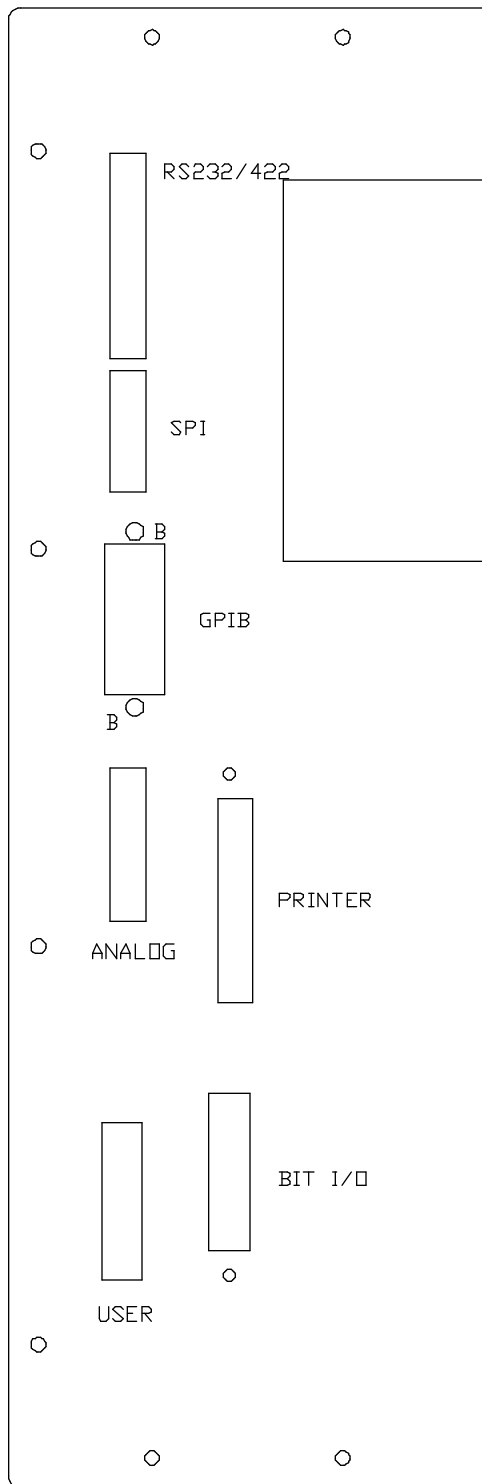 RS232/422
SPI
B
GPIB
B
PRINTER
ANALOG
BIT I/O
USER